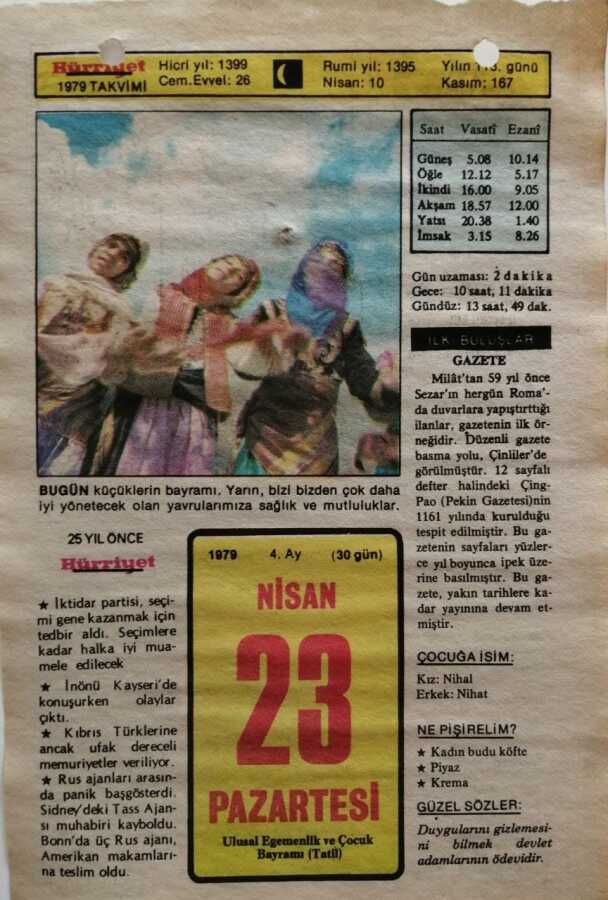 Hürriyet
1979 TAKVİMİ
Hicri yıl: 1399
Cem.Evvel: 26
Rumi yıl: 1395
Nisan: 10
Yılın günü
Kasım: 167
Saat Vasatî Ezanî
Güneş 5.08 10.14
Öğle 12.12 5.17
İkindi 16.00 9.05
Akşam 18.57 12.00
Yatsı 20.38 1.40
İmsak 3.15 8.26
Gün uzaması: 2 dakika
Gece: 10 saat, 11 dakika
Gündüz: 13 saat, 49 dak.
İLK BULUŞLAR
GAZETE
Milât'tan 59 yıl önce
Sezar'ın hergün Roma'-
da duvarlara yapıştırttığı
ilanlar, gazetenin ilk ör-
neğidir. Düzenli gazete
basma yolu, Çinliler'de
görülmüştür. 12 sayfalı
defter halindeki Çing-
Pao (Pekin Gazetesi)nin
1161 yılında kurulduğu
tespit edilmiştir. Bu ga-
zetenin sayfaları yüzler-
ce yıl boyunca ipek üze-
rine basılmıştır. Bu ga-
zete, yakın tarihlere ka-
dar yayınına devam et-
miştir.
ÇOCUĞA İSİM:
Kız: Nihal
Erkek: Nihat
NE PİŞİRELİM?
★ Kadın budu köfte
★ Piyaz
★ Krema
GÜZEL SÖZLER:
Duygularını gizlemesi-
ni bilmek devlet
adamlarının ödevidir.
BUGÜN küçüklerin bayramı. Yarın, bizi bizden çok daha
iyi yönetecek olan yavrularımıza sağlık ve mutluluklar.
25 YIL ÖNCE
Hürriyet
★ İktidar partisi, seçi-
mi gene kazanmak için
tedbir aldı. Seçimlere
kadar halka iyi mua-
mele edilecek
★ İnönü Kayseri'de
konuşurken olaylar
çıktı.
★ Kıbrıs Türklerine
ancak ufak dereceli
memuriyetler veriliyor.
★ Rus ajanları arasın-
da panik başgösterdi.
Sidney'deki Tass Ajan-
sı muhabiri kayboldu.
Bonn'da üç Rus ajanı,
Amerikan makamları-
na teslim oldu.
1979 4. Ay (30 gün)
NİSAN
23
PAZARTESİ
Ulusal Egemenlik ve Çocuk
Bayramı (Tatil)